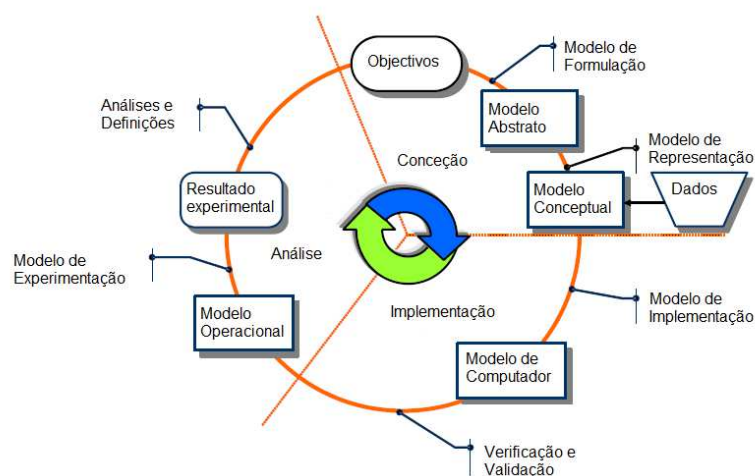 Objectivos
Modelo de
Formulação
Análises e
Definições
Modelo
Abstrato
Modelo de
Representação
Conceção
Resultado
experimental
Modelo
Conceptual
Dados
Análise
Modelo de
Experimentação
Modelo
Operacional
Implementação
Modelo de
Implementação
Modelo de
Computador
Verificação e
Validação